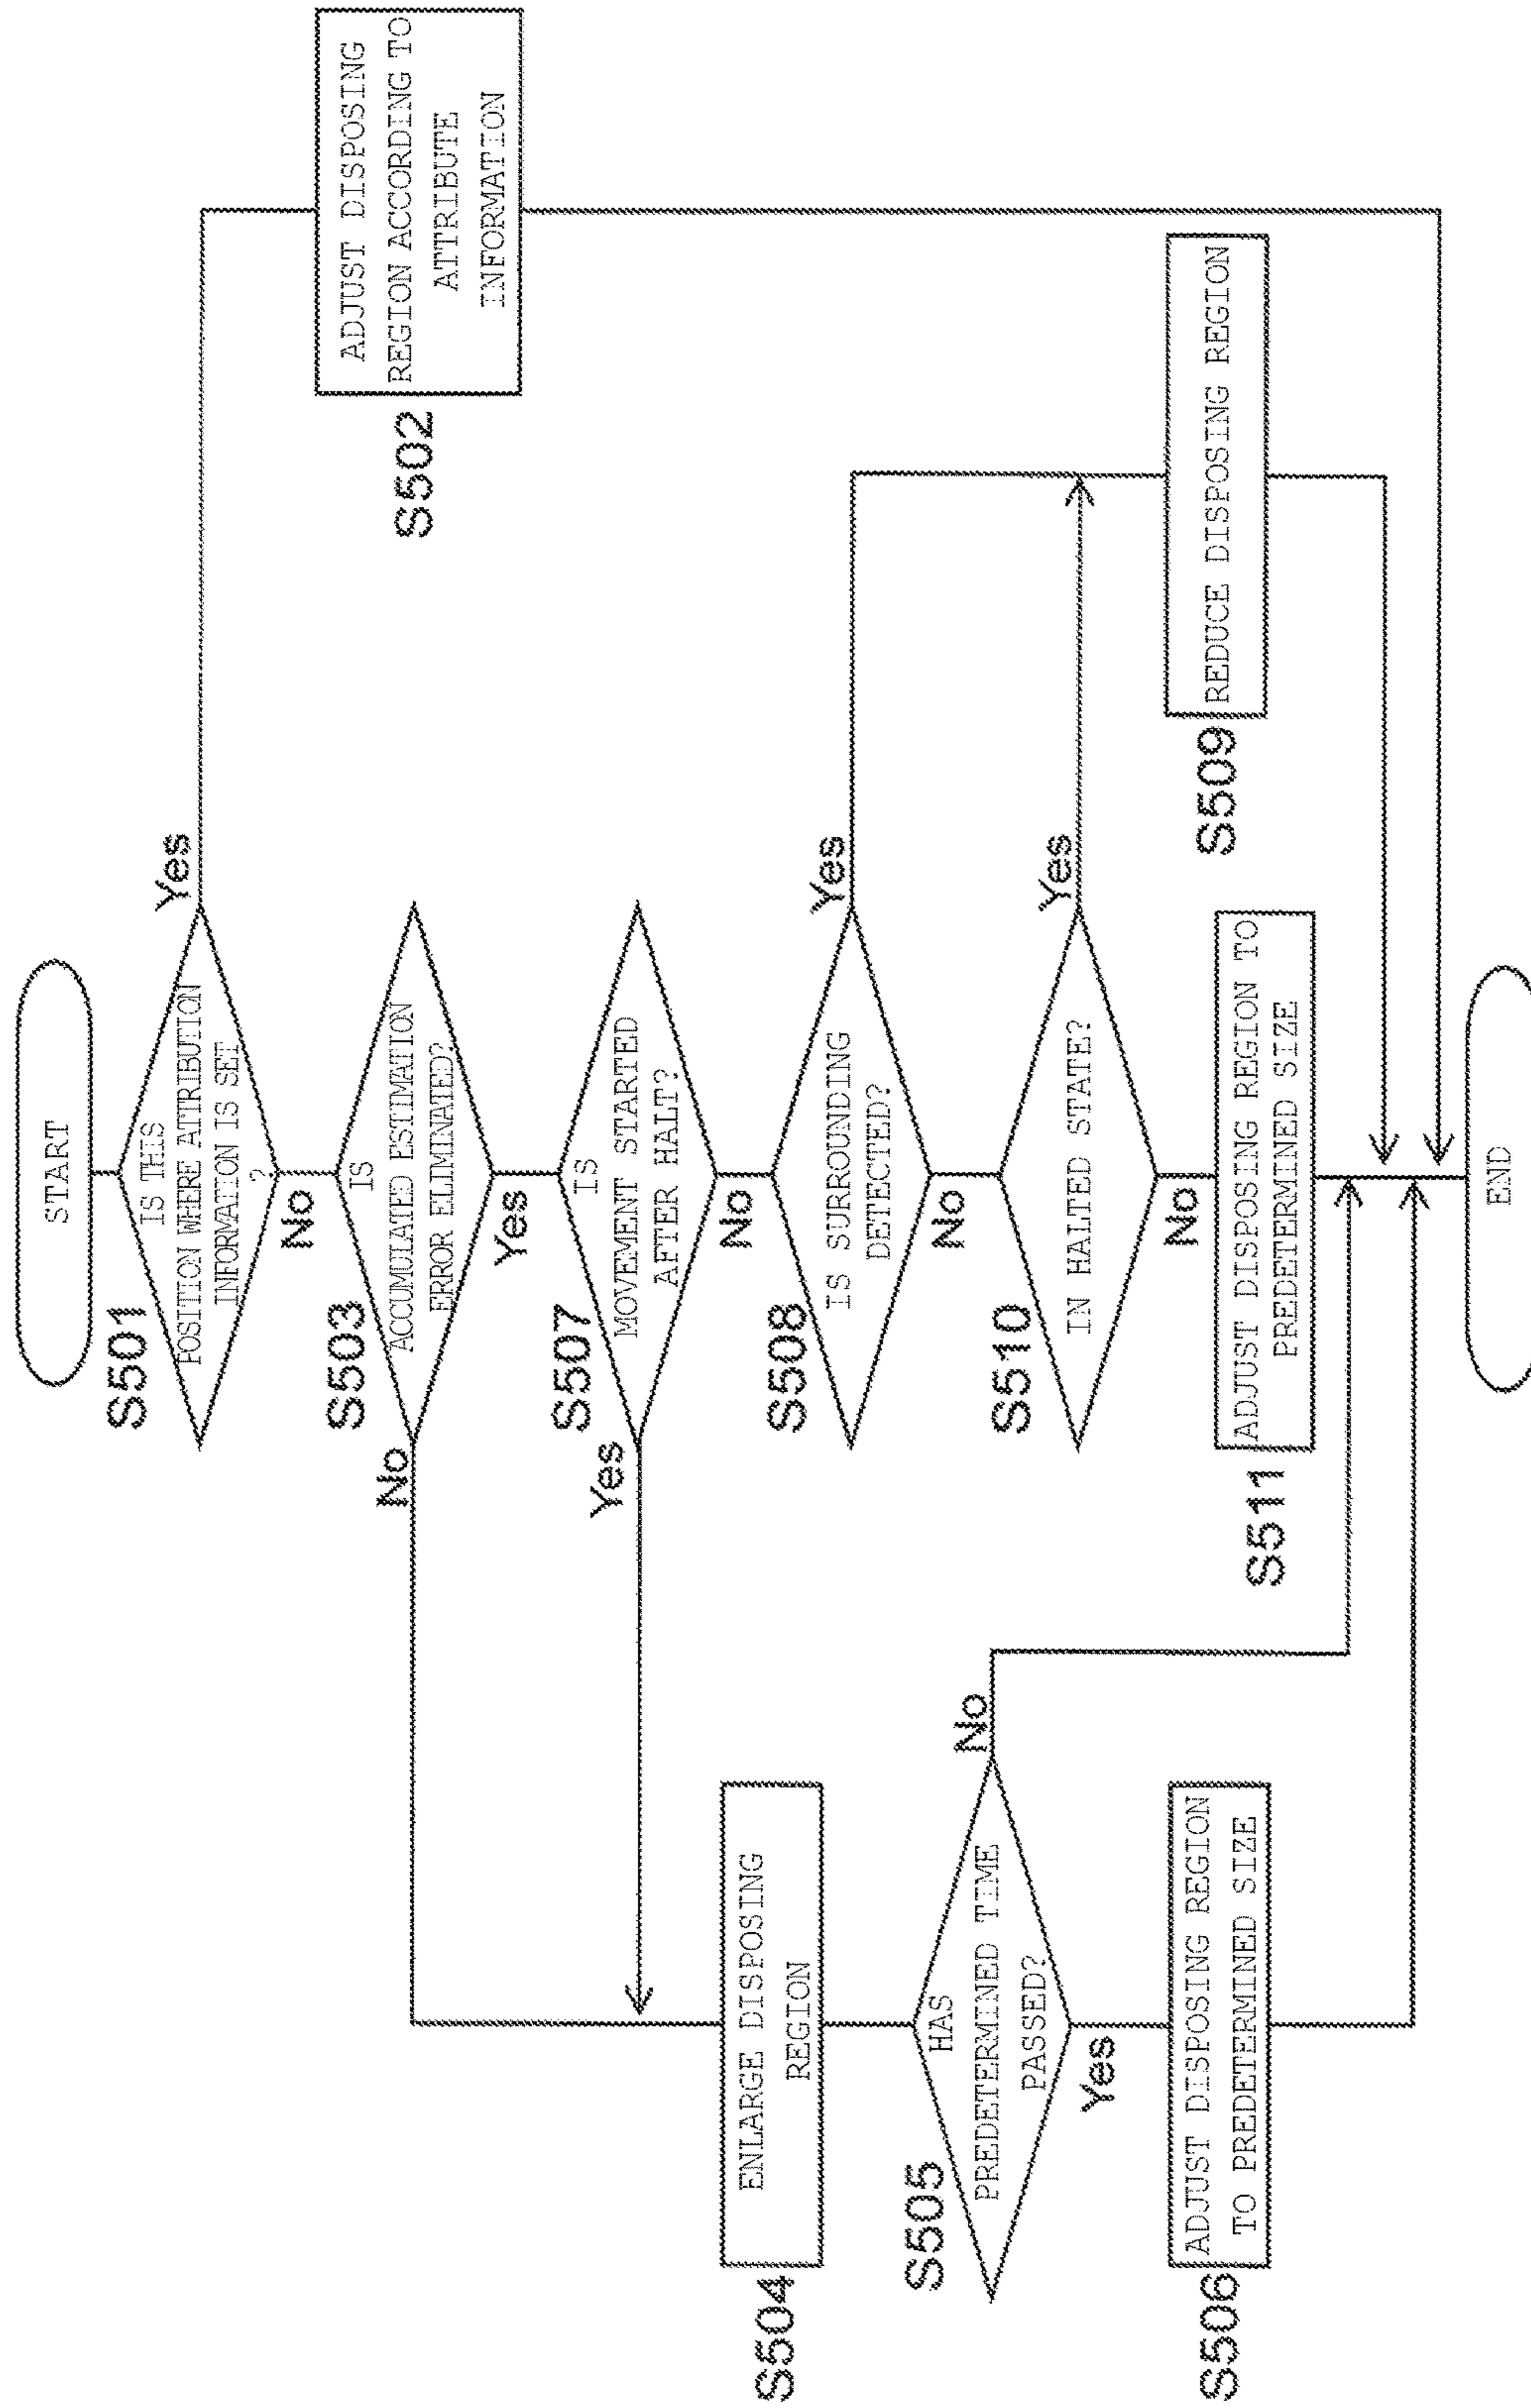 START
S501
IS THIS
POSITION WHERE ATTRIBUTION
INFORMATION IS SET
?
Yes
No
S502
ADJUST DISPOSING
REGION ACCORDING TO
ATTRIBUTE
INFORMATION
S503
IS
ACCUMULATED ESTIMATION
ERROR ELIMINATED?
No
Yes
S507
IS
MOVEMENT STARTED
AFTER HALT?
Yes
No
S504
ENLARGE DISPOSING
REGION
S508
IS SURROUNDING
DETECTED?
Yes
No
S505
HAS
PREDETERMINED TIME
PASSED?
No
Yes
S510
IN HALTED STATE?
Yes
No
S506
ADJUST DISPOSING REGION
TO PREDETERMINED SIZE
S511
ADJUST DISPOSING REGION TO
PREDETERMINED SIZE
S509
REDUCE DISPOSING REGION
END